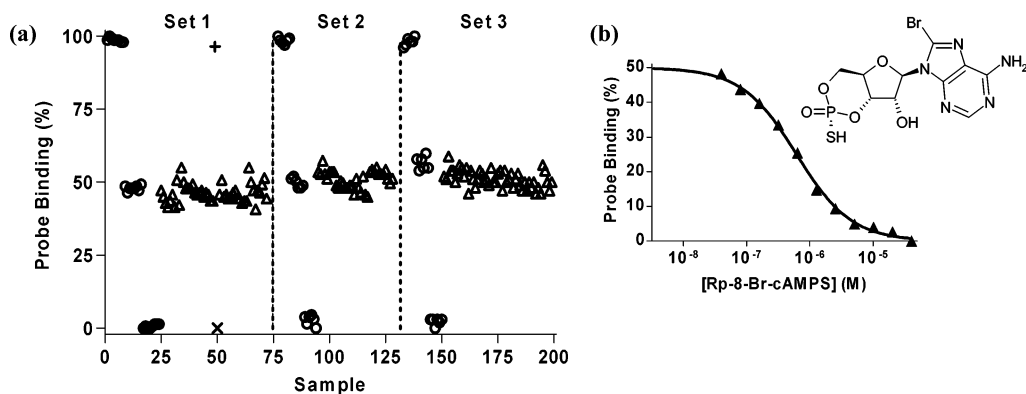 (a)
Set 1 Set 2 Set 3
Probe Binding (%)
100
75
50
25
0
0 25 50 75 100 125 150 175 200
Sample
(b)
Probe Binding (%)
50
40
30
20
10
0
10-8 10-7 10-6 10-5
[Rp-8-Br-cAMPS] (M)
Br
N
N
NH2
N
N
O
O
O=P
O
SH
OH